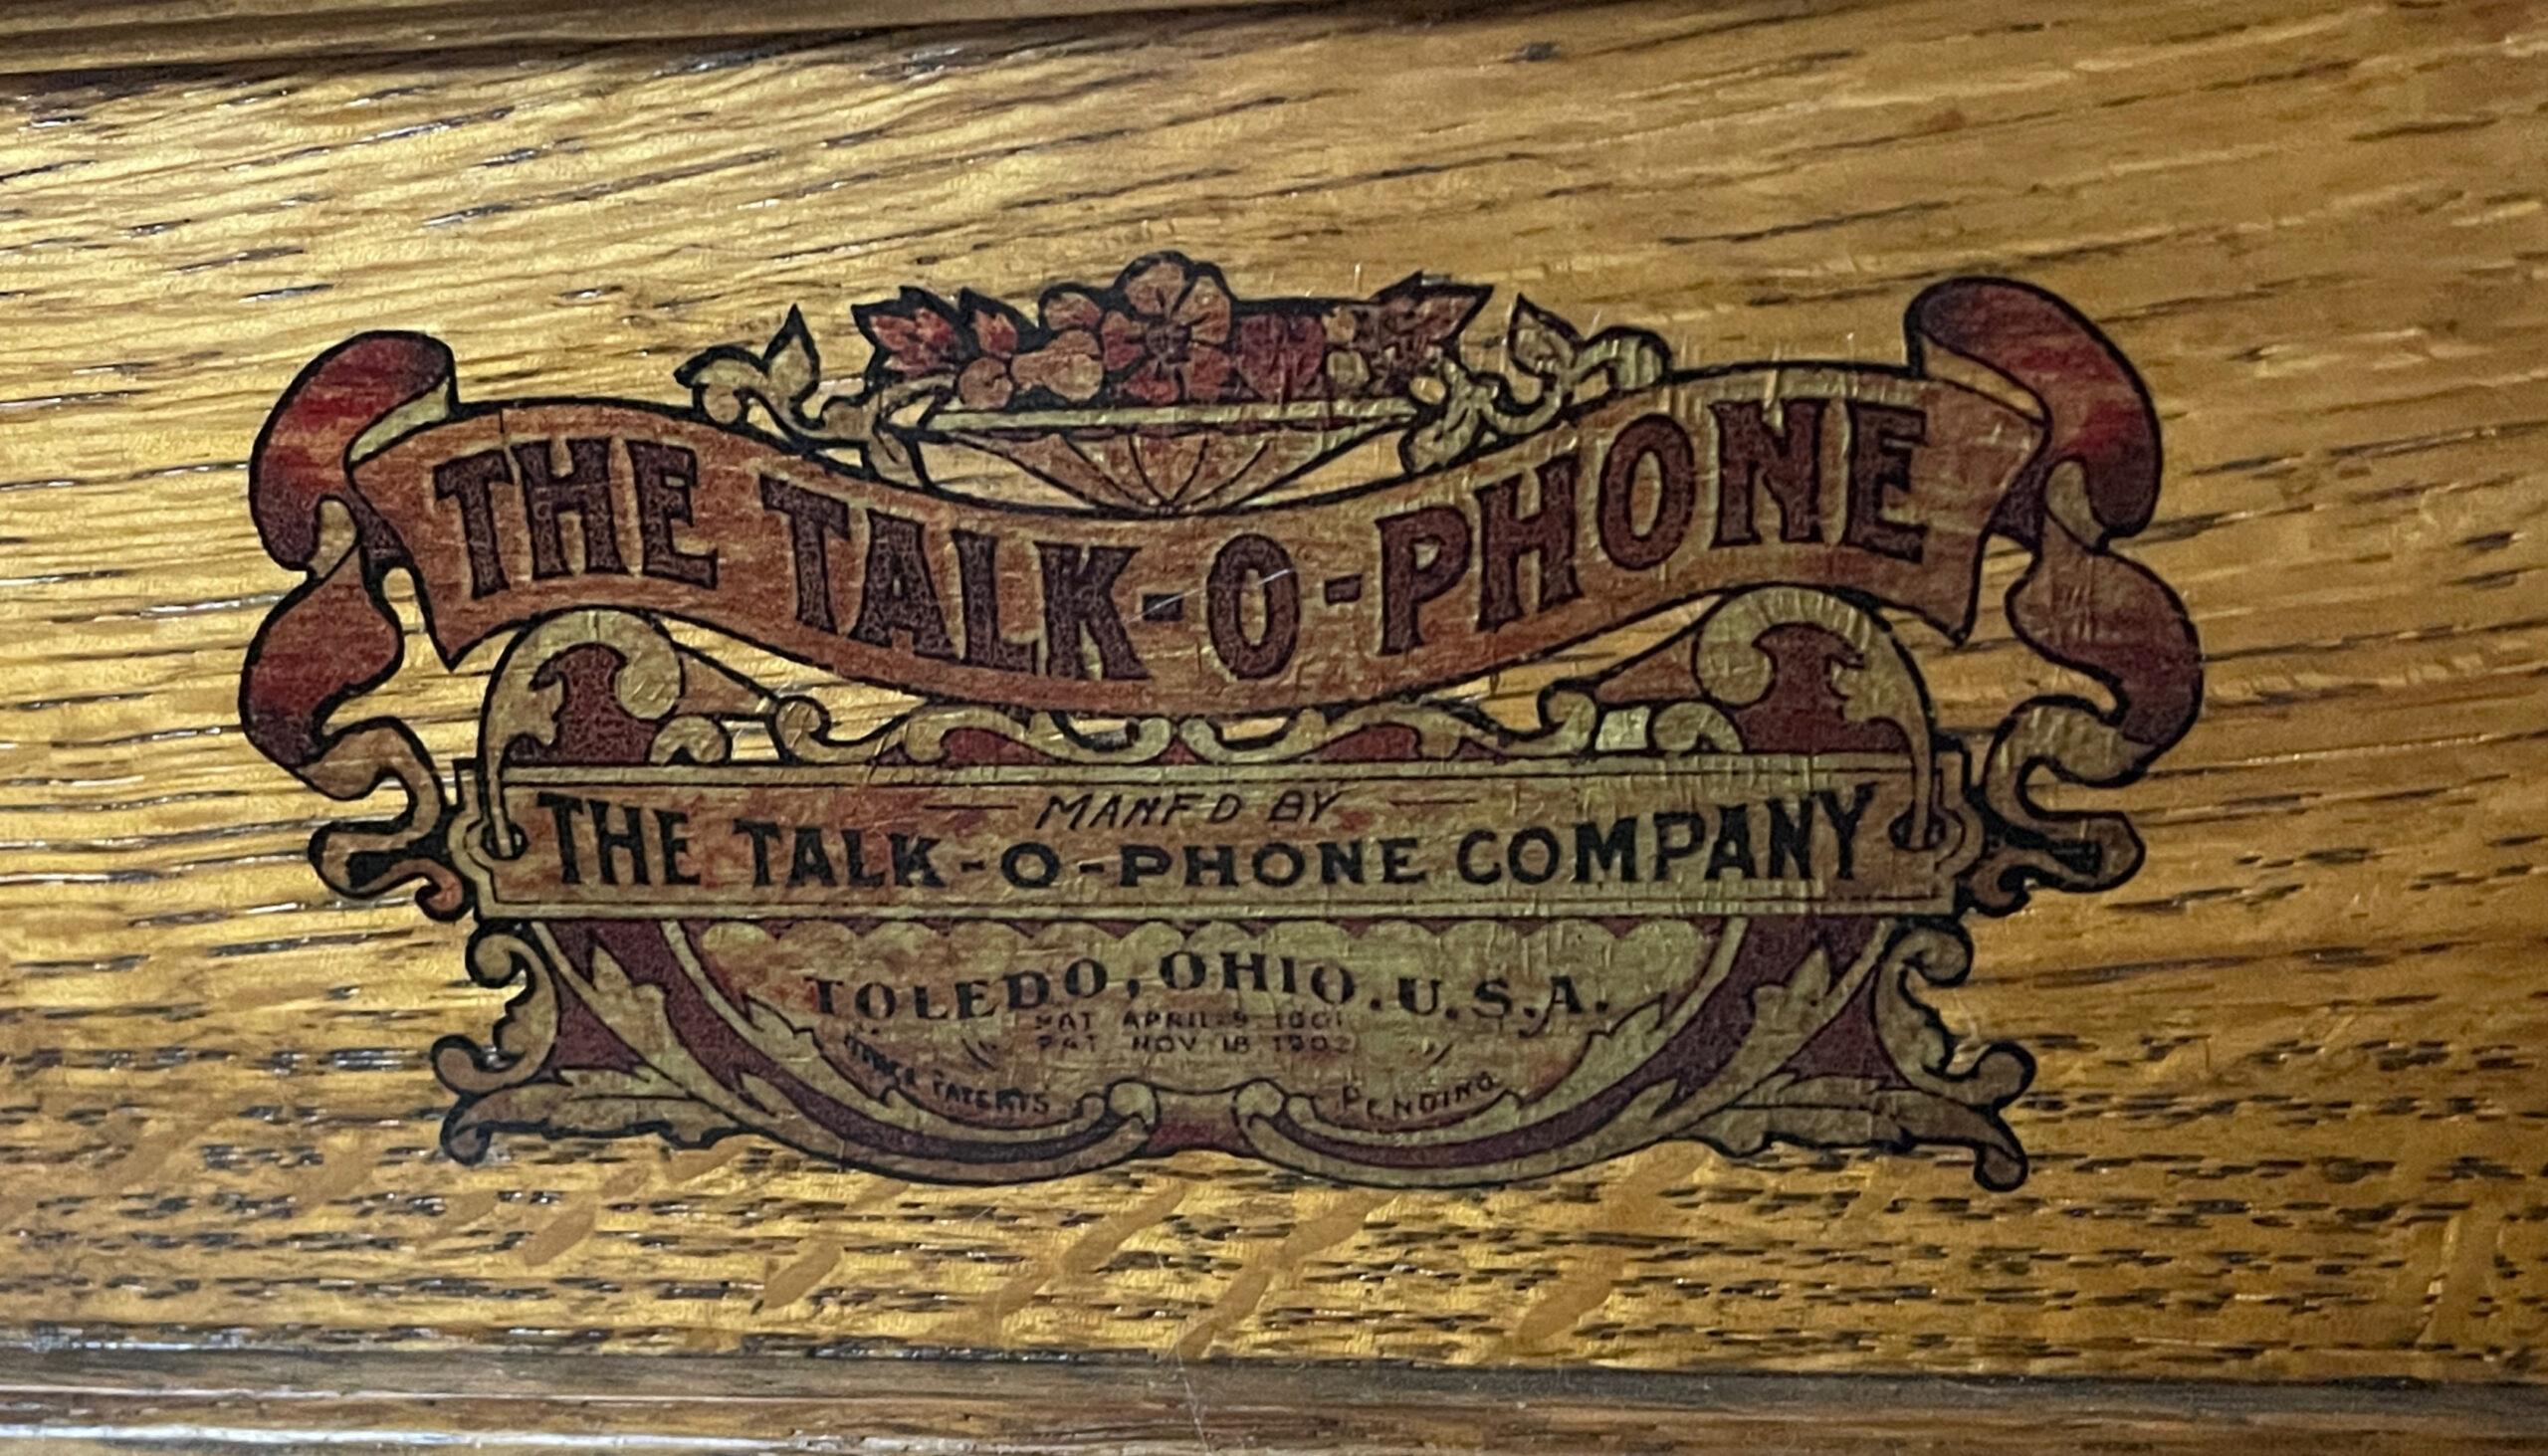 THE TALK-O-PHONE
MANF'D BY
THE TALK-O-PHONE COMPANY
TOLEDO, OHIO. U.S.A.
PAT APRIL 9 1901
PAT NOV 18 1902
PATENTS PENDING